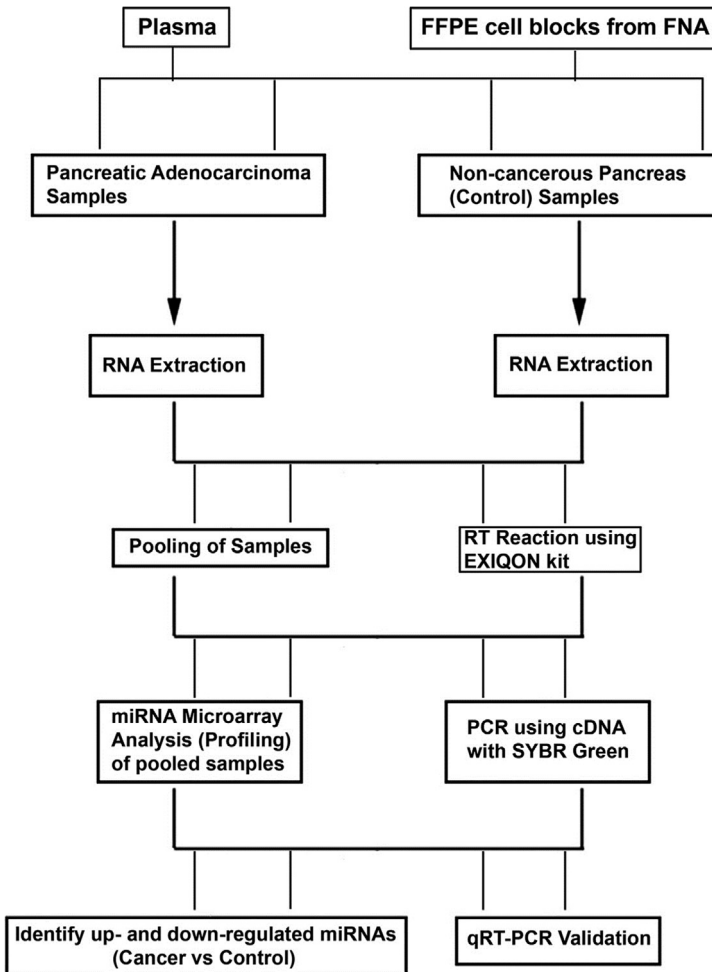 Plasma
FFPE cell blocks from FNA
Pancreatic Adenocarcinoma
Samples
Non-cancerous Pancreas
(Control) Samples
RNA Extraction
RNA Extraction
Pooling of Samples
RT Reaction using
EXIQON kit
miRNA Microarray
Analysis (Profiling)
of pooled samples
PCR using cDNA
with SYBR Green
Identify up- and down-regulated miRNAs
(Cancer vs Control)
qRT-PCR Validation